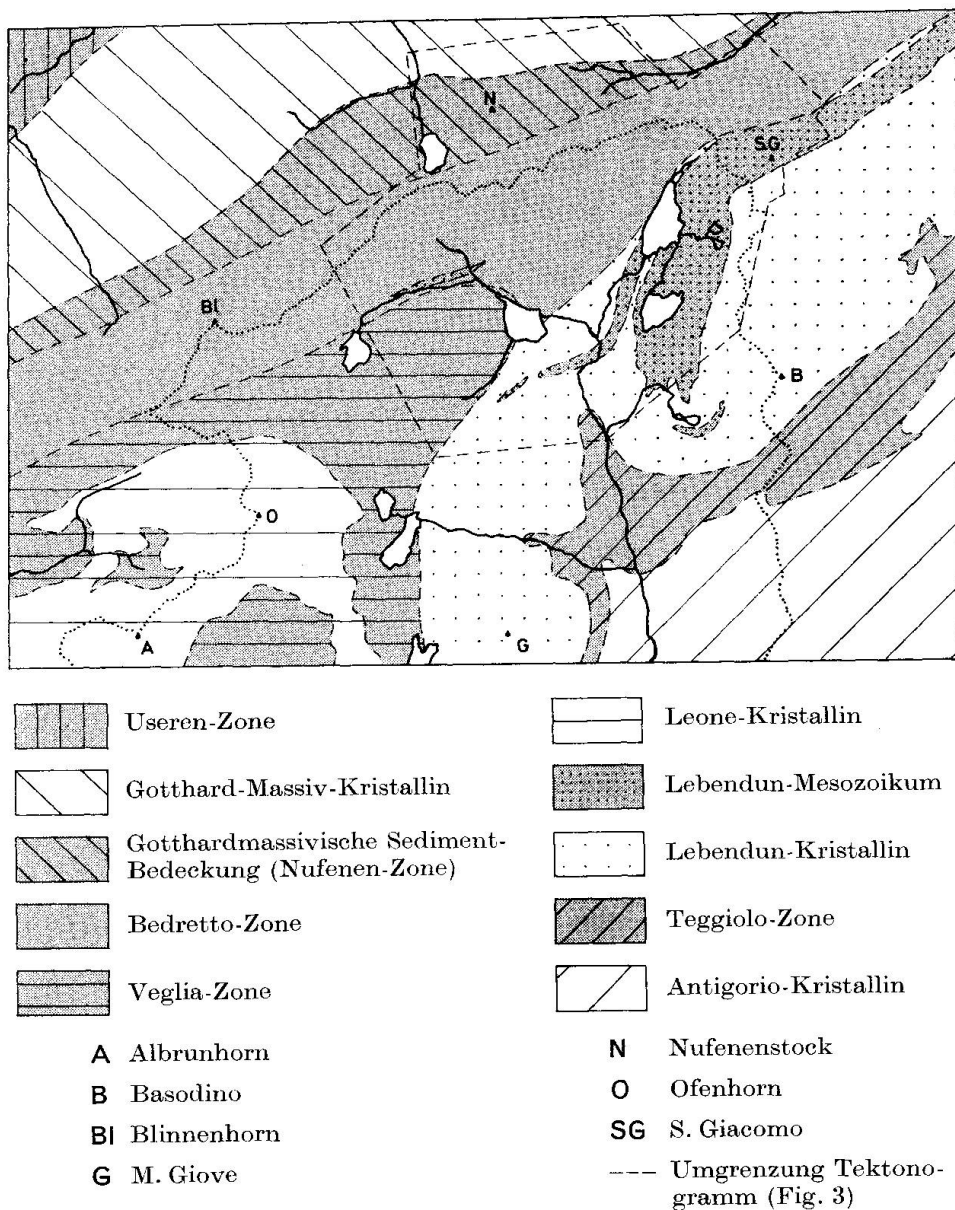 N
S.G
Bl
B
O
A
G
Useren-Zone
Gotthard-Massiv-Kristallin
Gotthardmassivische Sediment-
Bedeckung (Nufenen-Zone)
Bedretto-Zone
Veglia-Zone
A Albrunhorn
B Basodino
Bl Blinnenhorn
G M. Giove
Leone-Kristallin
Lebendun-Mesozoikum
Lebendun-Kristallin
Teggiolo-Zone
Antigorio-Kristallin
N Nufenenstock
O Ofenhorn
SG S. Giacomo
--- Umgrenzung Tektono-
gramm (Fig. 3)